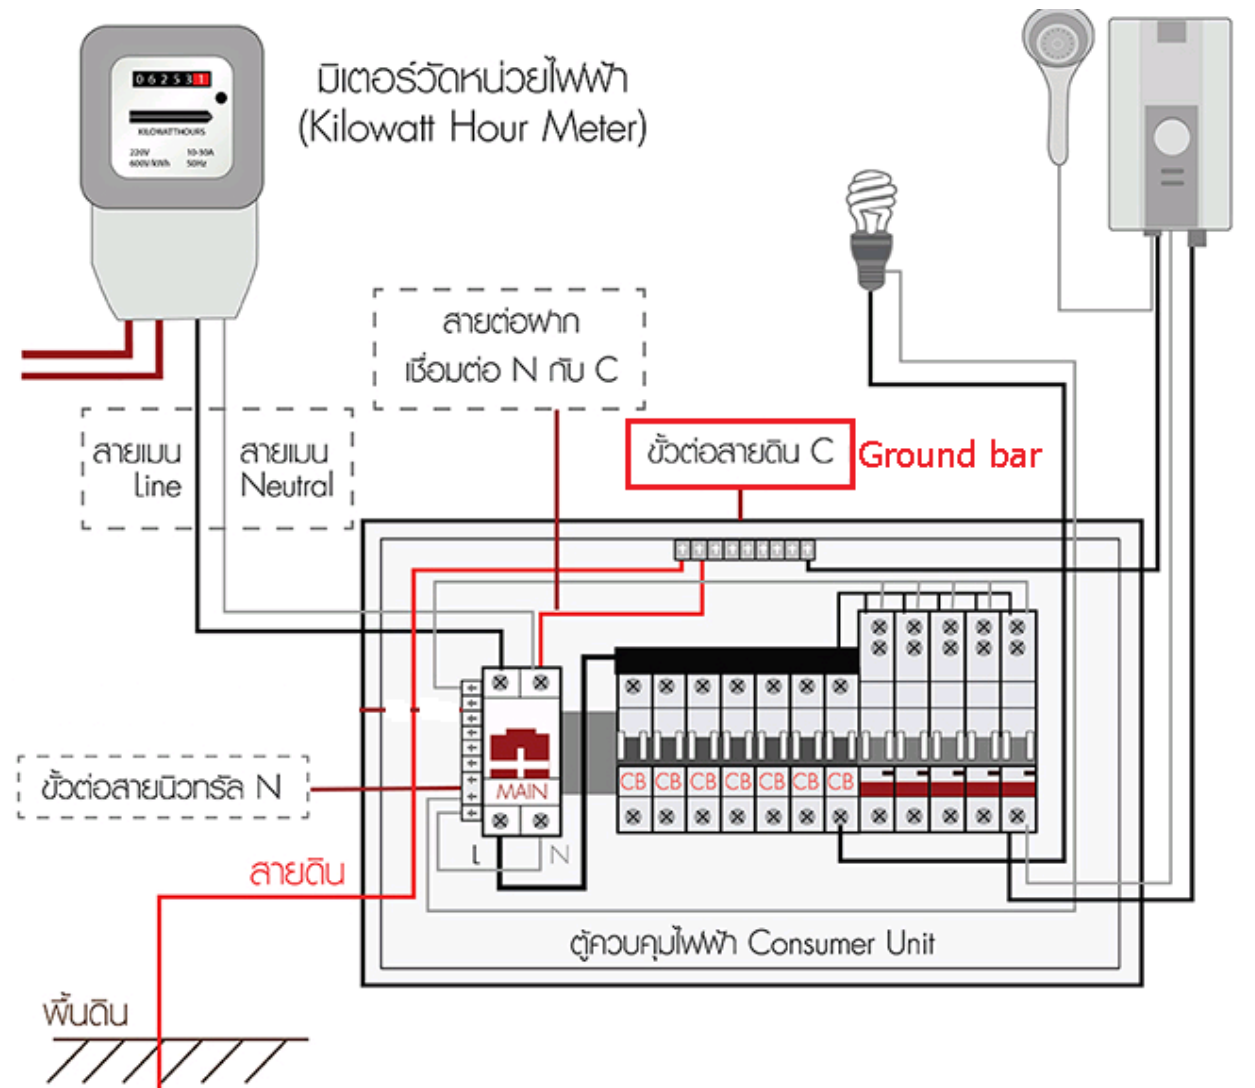 062531
KILOWATTHOURS
220V 10-30A
600V/kWh 50Hz
มิเตอร์วัดหน่วยไฟฟ้า
(Kilowatt Hour Meter)
สายต่อฝาก
เชื่อมต่อ N กับ C
สายเมน
Line
สายเมน
Neutral
ขั้วต่อสายดิน C
Ground bar
ขั้วต่อสายนิวทรัล N
MAIN
CB CB CB CB CB CB CB
L N
สายดิน
ตู้ควบคุมไฟฟ้า Consumer Unit
พื้นดิน